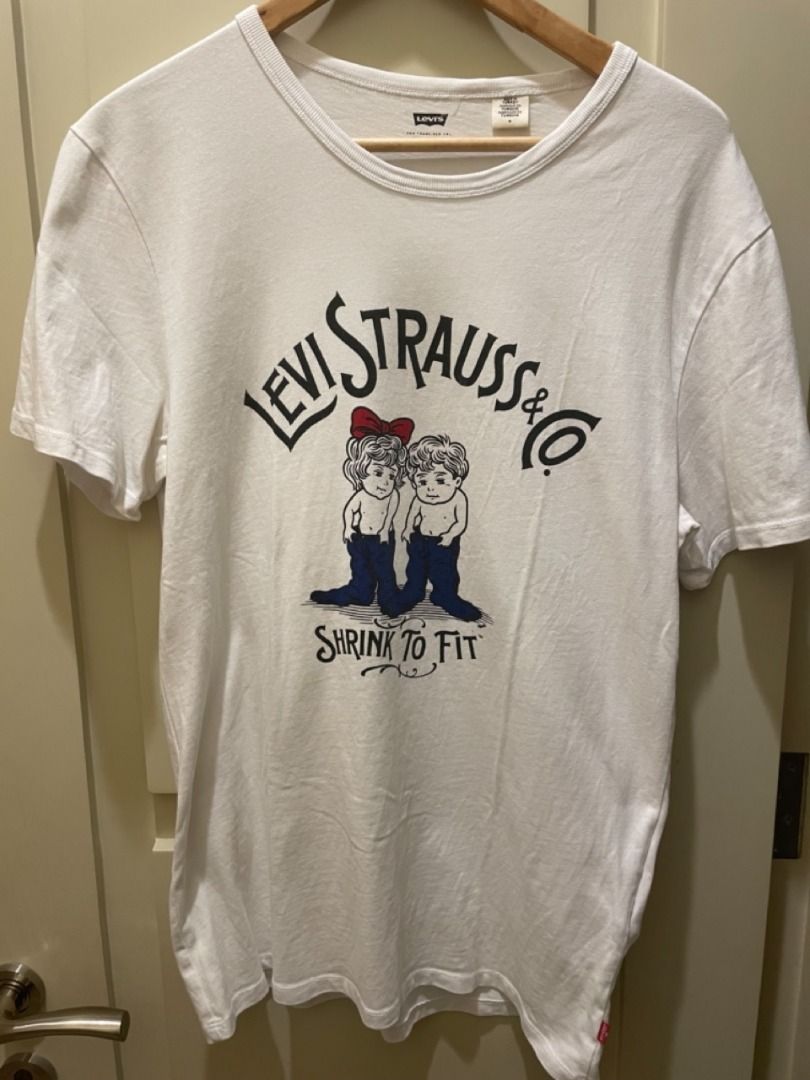 Levi's
LEVI STRAUSS & CO.
SHRINK TO FIT